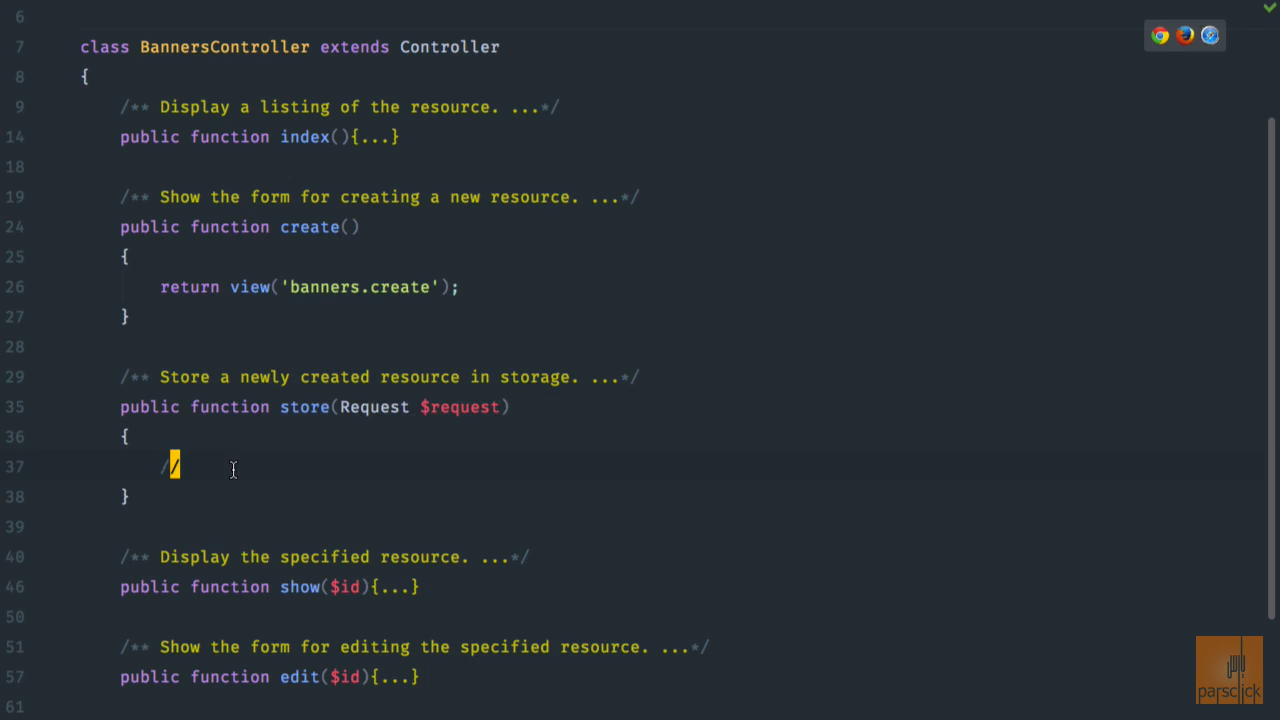 6
7 class BannersController extends Controller
8 {
9 /** Display a listing of the resource. ...*/
14 public function index(){...}
18
19 /** Show the form for creating a new resource. ...*/
24 public function create()
25 {
26 return view('banners.create');
27 }
28
29 /** Store a newly created resource in storage. ...*/
35 public function store(Request $request)
36 {
37 //
38 }
39
40 /** Display the specified resource. ...*/
46 public function show($id){...}
50
51 /** Show the form for editing the specified resource. ...*/
57 public function edit($id){...}
61
parsclick